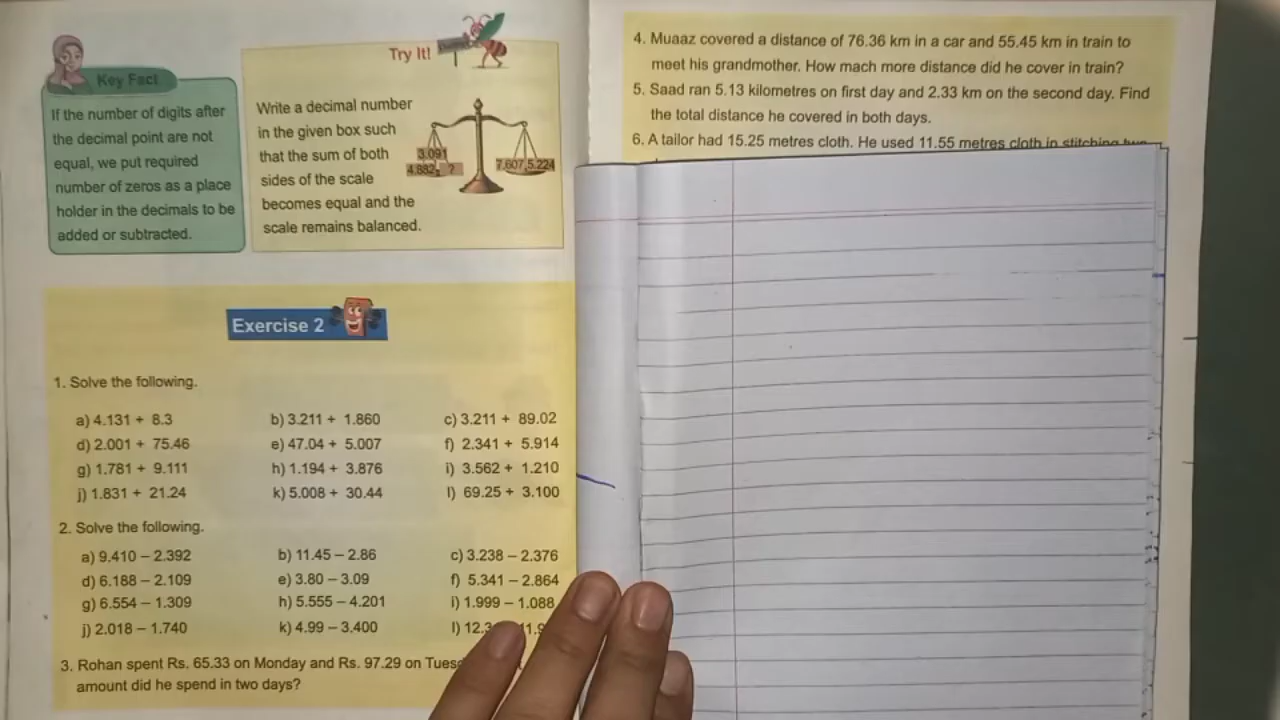 Key Fact
If the number of digits after
the decimal point are not
equal, we put required
number of zeros as a place
holder in the decimals to be
added or subtracted.
Try It!
Write a decimal number
in the given box such
that the sum of both
sides of the scale
becomes equal and the
scale remains balanced.
3.091
4.882, ?
7.607,5.224
Exercise 2
1. Solve the following.
a) 4.131 + 8.3
b) 3.211 + 1.860
c) 3.211 + 89.02
d) 2.001 + 75.46
e) 47.04 + 5.007
f) 2.341 + 5.914
g) 1.781 + 9.111
h) 1.194 + 3.876
i) 3.562 + 1.210
j) 1.831 + 21.24
k) 5.008 + 30.44
l) 69.25 + 3.100
2. Solve the following.
a) 9.410 – 2.392
b) 11.45 – 2.86
c) 3.238 – 2.376
d) 6.188 – 2.109
e) 3.80 – 3.09
f) 5.341 – 2.864
g) 6.554 – 1.309
h) 5.555 – 4.201
i) 1.999 – 1.088
j) 2.018 – 1.740
k) 4.99 – 3.400
l) 12.3
3. Rohan spent Rs. 65.33 on Monday and Rs. 97.29 on
amount did he spend in two days?
4. Muaaz covered a distance of 76.36 km in a car and 55.45 km in train to
meet his grandmother. How mach more distance did he cover in train?
5. Saad ran 5.13 kilometres on first day and 2.33 km on the second day. Find
the total distance he covered in both days.
6. A tailor had 15.25 metres cloth. He used 11.55 metres cloth in stitching two